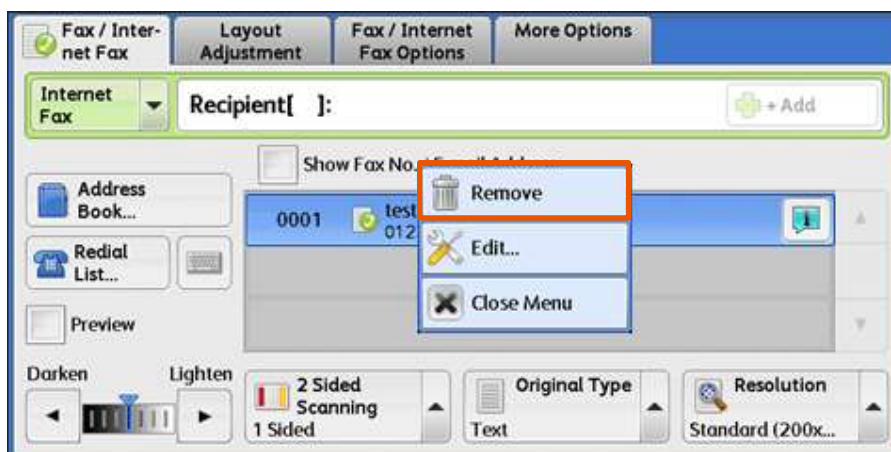 Fax / Inter-
net Fax
Layout
Adjustment
Fax / Internet
Fax Options
More Options
Internet
Fax
Recipient[   ]:
+ Add
Show Fax No.
Address
Book...
0001
test
012
Remove
Redial
List...
Edit...
Close Menu
Preview
Darken
Lighten
2 Sided
Scanning
1 Sided
Original Type
Text
Resolution
Standard (200x...